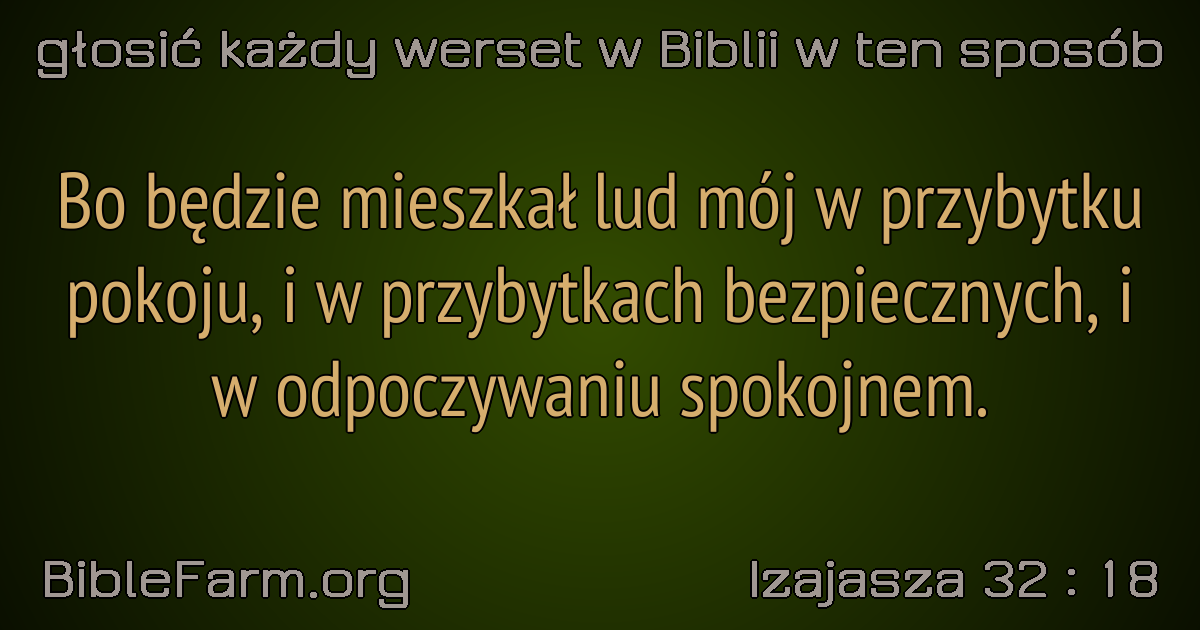 głosić każdy werset w Biblii w ten sposób
Bo będzie mieszkał lud mój w przybytku
pokoju, i w przybytkach bezpiecznych, i
w odpoczywaniu spokojnem.
BibleFarm.org
Izajasza 32 : 18